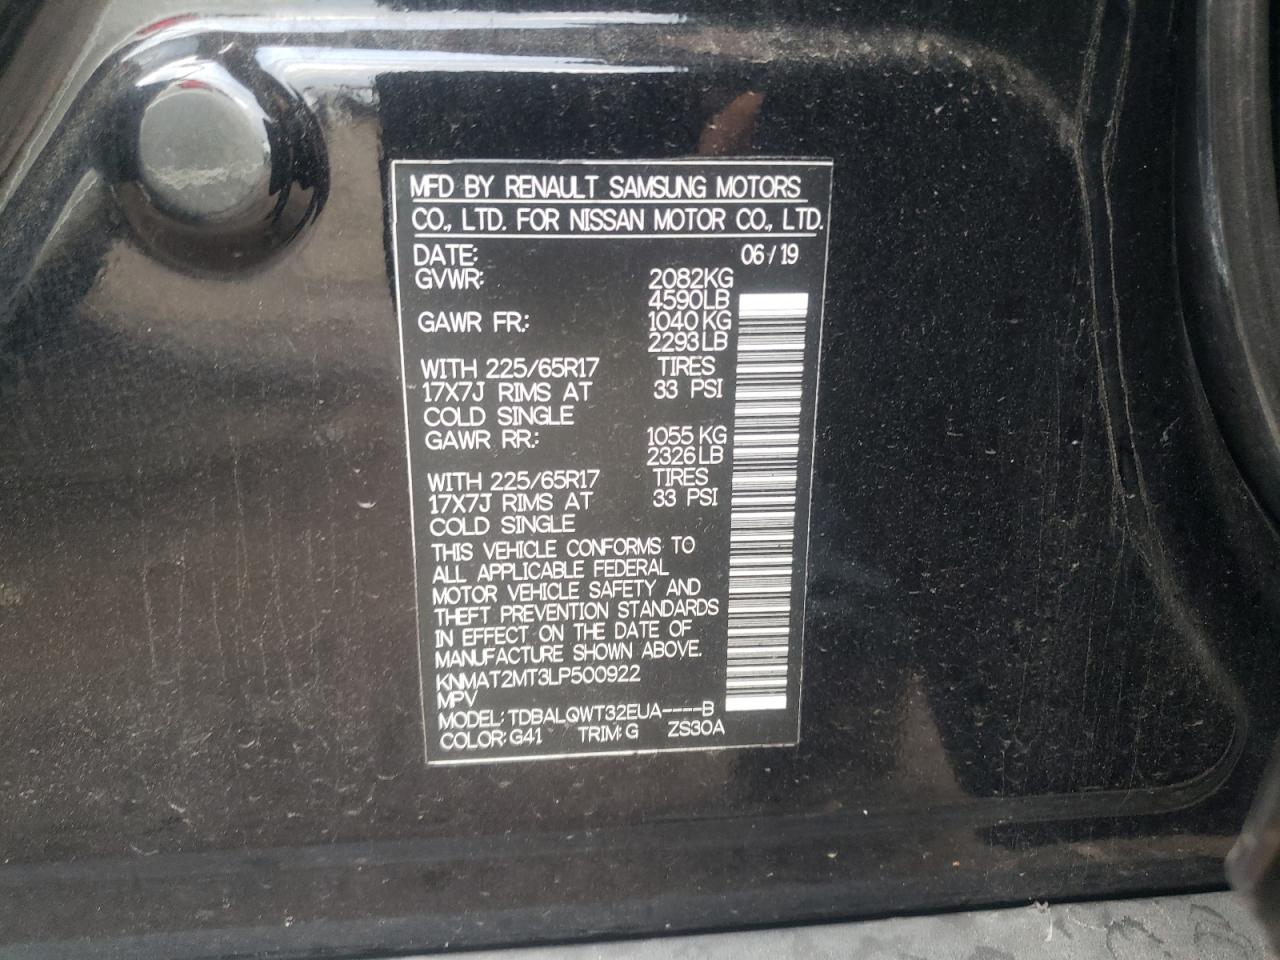 MFD BY RENAULT SAMSUNG MOTORS
CO., LTD. FOR NISSAN MOTOR CO., LTD.
DATE: 06/19
GVWR: 2082KG
4590LB
GAWR FR: 1040KG
2293LB
WITH 225/65R17 TIRES
17X7J RIMS AT 33 PSI
COLD SINGLE
GAWR RR: 1055KG
2326LB
WITH 225/65R17 TIRES
17X7J RIMS AT 33 PSI
COLD SINGLE
THIS VEHICLE CONFORMS TO
ALL APPLICABLE FEDERAL
MOTOR VEHICLE SAFETY AND
THEFT PREVENTION STANDARDS
IN EFFECT ON THE DATE OF
MANUFACTURE SHOWN ABOVE.
KNMAT2MT3LP500922
MPV
MODEL: TDBALQWT32EUA----B
COLOR: G41 TRIM: G ZS30A